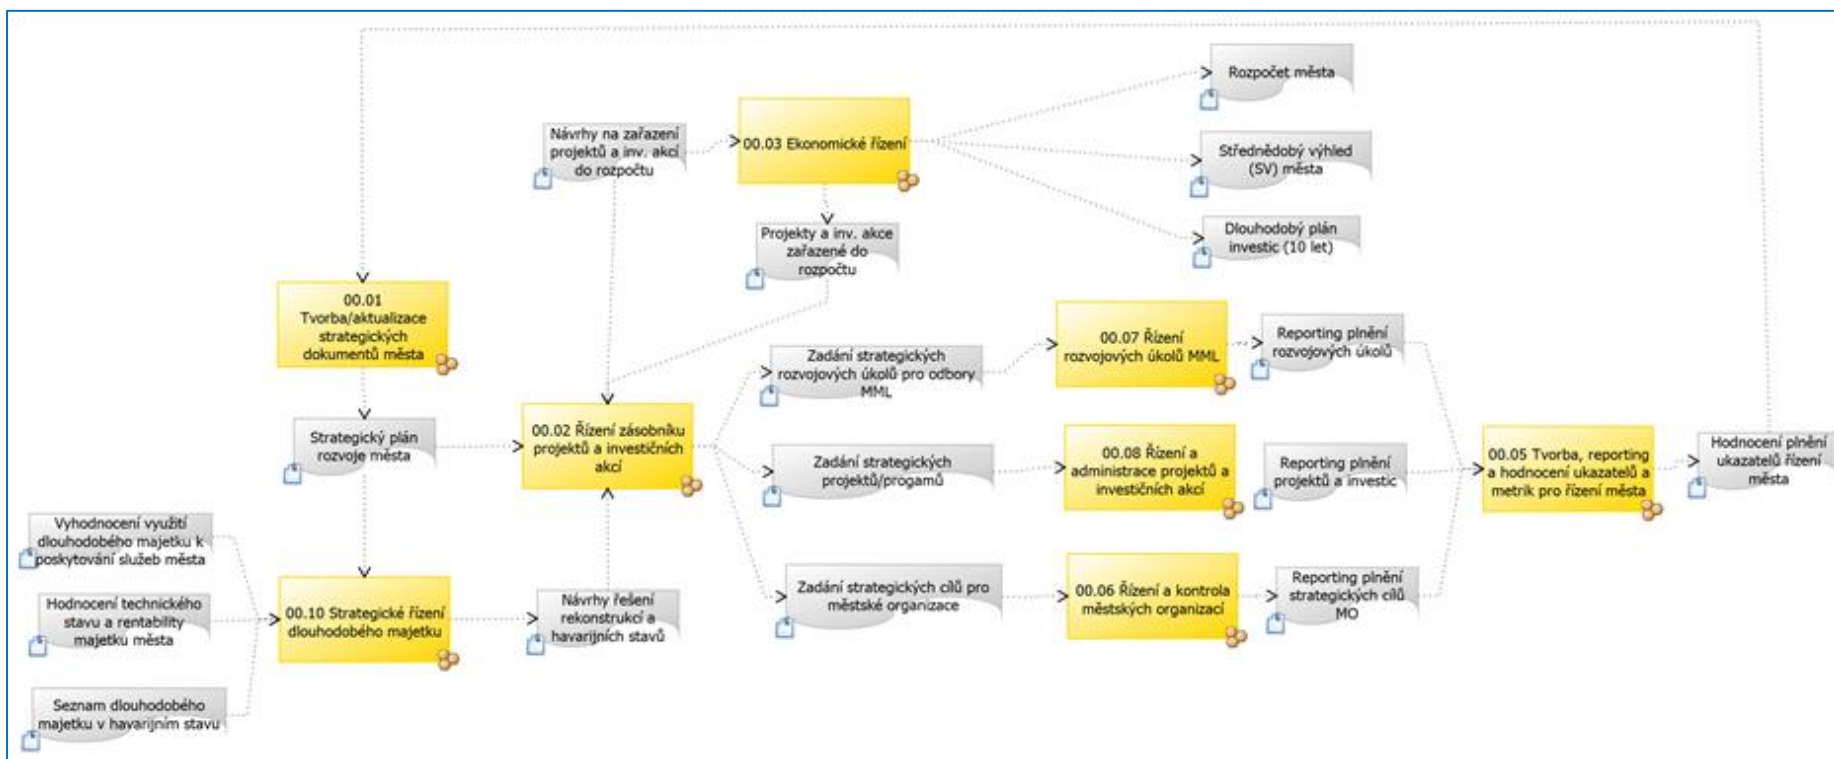 Rozpočet města
Návrhy na zařazení
projektů a inv. akcí
do rozpočtu
00.03 Ekonomické řízení
Střednědobý výhled
(SV) města
Projekty a inv. akce
zařazené do
rozpočtu
Dlouhodobý plán
investic (10 let)
00.01
Tvorba/aktualizace
strategických
dokumentů města
Zadání strategických
rozvojových úkolů pro odbory
MML
00.07 Řízení
rozvojových úkolů MML
Reporting plnění
rozvojových úkolů
Strategický plán
rozvoje města
00.02 Řízení zásobníku
projektů a investičních
akcí
Zadání strategických
projektů/progamů
00.08 Řízení a
administrace projektů a
investičních akcí
Reporting plnění
projektů a investic
00.05 Tvorba, reporting
a hodnocení ukazatelů a
metrik pro řízení města
Hodnocení plnění
ukazatelů řízení
města
Vyhodnocení využití
dlouhodobého majetku k
poskytování služeb města
Hodnocení technického
stavu a rentability
majetku města
Seznam dlouhodobého
majetku v havarijním stavu
00.10 Strategické řízení
dlouhodobého majetku
Návrhy řešení
rekonstrukcí a
havarijních stavů
Zadání strategických cílů pro
městské organizace
00.06 Řízení a kontrola
městských organizací
Reporting plnění
strategických cílů
MO